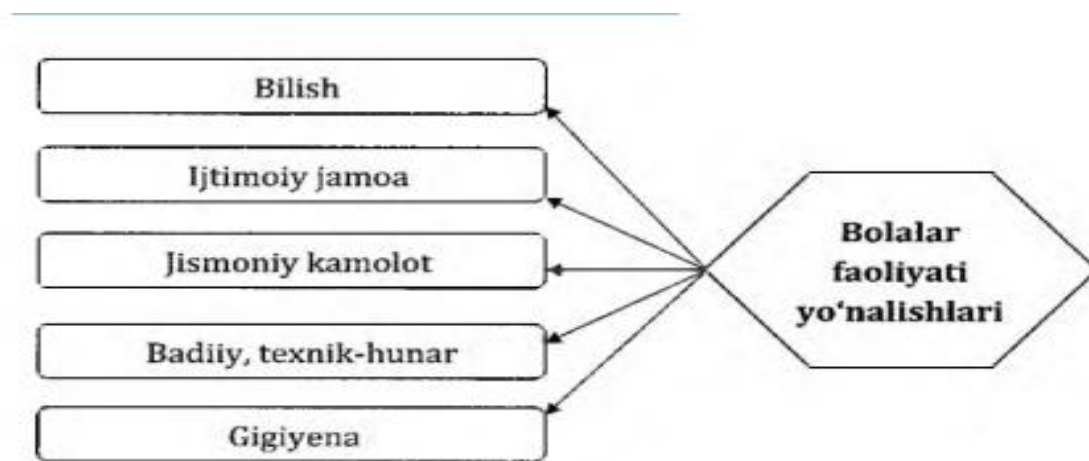 Bilish
Ijtimoiy jamoa
Jismoniy kamolot
Badiiy, texnik-hunar
Gigiyena
Bolalar
faoliyati
yo‘nalishlari